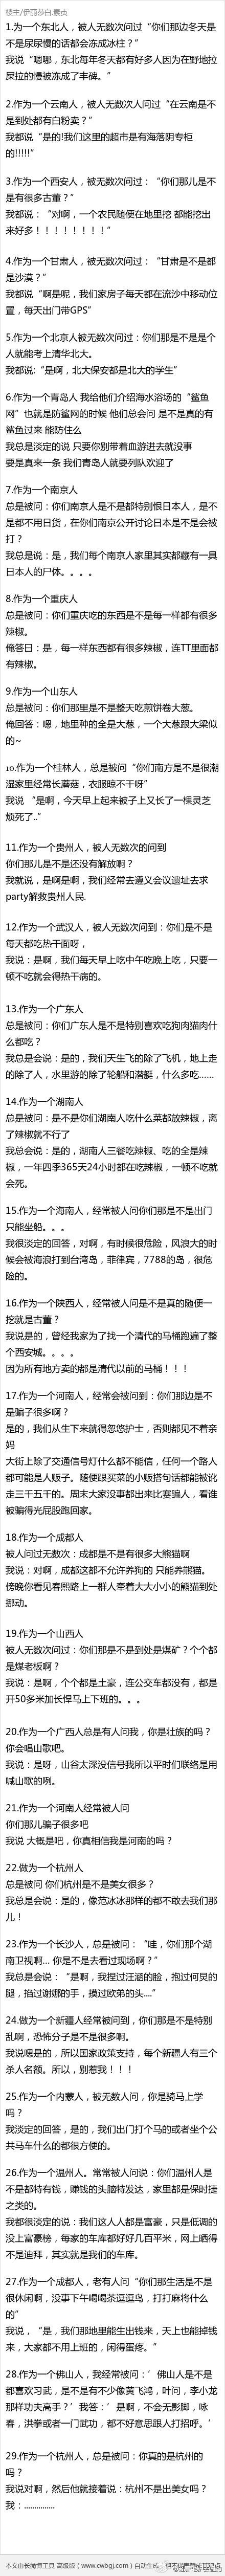 楼主/伊丽莎白.素贞
1.为一个东北人，被人无数次问过“你们那边冬天是
不是尿尿慢的话都会冻成冰柱？”
我说“嗯哪，东北每年冬天都有好多人因为在野地拉
屎拉的慢被冻成了丰碑。”
2.作为一个云南人，被人无数次人问过“在云南是不
是到处都有白粉卖？”
我都说“是的!我们这里的超市是有海落阴专柜
的!!!!!”
3.作为一个西安人，被无数次问过：“你们那儿是不
是有很多古董？”
我都说：“对啊，一个农民随便在地里挖 都能挖出
来好多！！！！！！！！”
4.作为一个甘肃人，被无数次问过：“甘肃是不是都
是沙漠？”
我都说“啊是呢，我们家房子每天都在流沙中移动位
置，每天出门带GPS”
5.作为一个北京人被无数次问过：你们那是不是是个
人就能考上清华北大。
我都说：“是啊，北大保安都是北大的学生”
6.作为一个青岛人 我给他们介绍海水浴场的“鲨鱼
网”也就是防鲨网的时候 他们总会问 是不是真的有
鲨鱼过来 能防住么
我总是淡定的说 只要你别带着血游进去就没事
要是真来一条 我们青岛人就要列队欢迎了
7.作为一个南京人
总是被问：你们南京人是不是都特别恨日本人，是不
是都不用日货，在你们南京公开讨论日本是不是会被
打？
我总是说：是，我们每个南京人家里其实都藏有一具
日本人的尸体。。。。
8.作为一个重庆人
总是被问：你们重庆吃的东西是不是每一样都有很多
辣椒。
俺答曰：是，每一样东西都有很多辣椒，连TT里面都
有辣椒。
9.作为一个山东人
总是被问：你们那里是不是整天吃煎饼卷大葱。
俺回答：嗯，地里种的全是大葱，一个大葱跟大梁似
的~
10.作为一个桂林人，总是被问“你们南方是不是很潮
湿家里经常长蘑菇，衣服晾不干呀”
我说 “是啊，今天早上起来被子上又长了一棵灵芝
烦死了..”
11.作为一个贵州人，被人无数次的问到
你们那儿是不是还没有解放啊？
我就说，是啊是啊，我们经常去遵义会议遗址去求
party解救贵州人民.
12.作为一个武汉人，被人无数次问到：你们是不是
每天都吃热干面呀，
我说：是啊，我们每天早上吃中午吃晚上吃，只要一
顿不吃就会得热干病的。
13.作为一个广东人
总是被问：你们广东人是不是特别喜欢吃狗肉猫肉什
么都吃？
我总是会说：是的，我们天生飞的除了飞机，地上走
的除了人，水里游的除了轮船和潜艇，什么多吃......
14.作为一个湖南人
总是被问：是不是你们湖南人吃什么菜都放辣椒，离
了辣椒就不行了
我总会说：是的，湖南人三餐吃辣椒、吃的全是辣
椒，一年四季365天24小时都在吃辣椒，一顿不吃就
会死。
15.作为一个海南人，经常被人问你们那是不是出门
只能坐船。。。
我很淡定的回答，对啊，有时候很危险，风浪大的时
候会被海浪打到台湾岛，菲律宾，7788的岛，很危
险的。
16.作为一个陕西人，经常被人问是不是真的随便一
挖就是古董？
我说是的，曾经我家为了找一个清代的马桶跑遍了整
个西安城。。。。
因为所有地方卖的都是清代以前的马桶！！！
17.作为一个河南人，经常会被问到：你们那边是不
是骗子很多啊？
是的，我们从生下来就得忽悠护士，否则都见不着亲
妈
大街上除了交通信号灯什么都不能信，任何一个路人
都可能是人贩子。随便跟买菜的小贩搭句话都能被讹
走三千五千的。周末大家没事都出来比赛骗人，看谁
被骗得光屁股跑回家。
18.作为一个成都人
被人问过无数次：成都是不是有很多大熊猫啊
我说：对啊，成都这都不允许养狗的 只能养熊猫。
傍晚你看见春熙路上一群人牵着大大小小的熊猫到处
挪动。
19.作为一个山西人
被人无数次问过：你们那是不是到处是煤矿？个个都
是煤老板啊？
我说：是啊，个个都是土豪，连公交车都没有，都是
开50多米加长悍马上下班的。。。
20.作为一个广西人总是有人问我，你是壮族的吗？
你会唱山歌吧。
我说：是呀，山谷太深没信号我所以平时们联络是用
喊山歌的咧。
21.作为一个河南人经常被人问
你们那儿骗子很多吧
我说 大概是吧，你真相信我是河南的吗？
22.做为一个杭州人
总是被问 你们杭州是不是美女很多？
我总是会说：是的，像范冰冰那样的都不敢去我们那
儿！
23.作为一个长沙人，总是被问：“哇，你们那个湖
南卫视啊... 你是不是去看过现场啊？”
我总是会说：“是啊，我捏过汪涵的脸，抱过何炅的
腿，掐过谢娜的手，摸过欧弟的头....”
24.做为一个新疆人经常被问到，你们那是不是特别
乱啊，恐怖分子是不是很多啊。
我说嗯是的，所以国家政策支持，每个新疆人有三个
杀人名额。所以，别惹我！！！
25.作为一个内蒙人，被无数人问，你是骑马上学
吗？
我淡定的回答，是的，我们出门打个马的或者坐个公
共马车什么的都很方便的。
26.作为一个温州人。常常被人问说：你们温州人是
不是都特有钱，赚钱的头脑特发达，家里都是保时捷
之类的。
我都很淡定的说：我们这人人都是富豪，只是低调的
没上富豪榜，每家的车库都好好几百平米，网上晒得
不是迪拜，其实就是我们的车库。
27.作为一个成都人，老有人问“你们那生活是不是
很休闲啊，没事下午喝喝茶逗逗鸟，打打麻将什么
的”
我说，“是，我们那地里能生出钱来，天上也能掉钱
来，大家都不用上班的，闲得蛋疼。”
28.作为一个佛山人，我经常被问：’佛山人是不是
都喜欢习武，是不是有不少像黄飞鸿，叶问，李小龙
那样功夫高手？’我答：’是啊，不会无影脚，咏
春，洪拳或者一门武功，都不好意思跟人打招呼。’
29.作为一个杭州人，总是被问：你真的是杭州的
吗？
我说对啊，然后他就接着说：杭州不是出美女吗？
我：...............
本文由长微博工具 高级版（www.cwbgj.com）自动生成